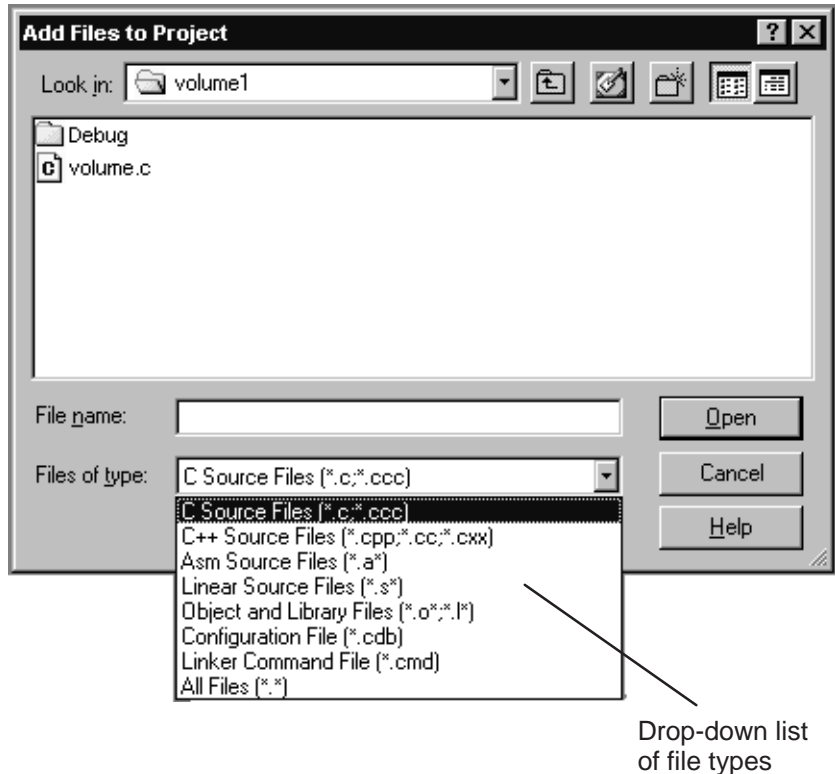 Add Files to Project
Look in: volume1
Debug
volume.c
File name:
Open
Files of type: C Source Files (*.c;*.ccc)
Cancel
C Source Files (*.c;*.ccc)
C++ Source Files (*.cpp;*.cc;*.cxx)
Help
Asm Source Files (*.a*)
Linear Source Files (*.s*)
Object and Library Files (*.o*;*.l*)
Configuration File (*.cdb)
Linker Command File (*.cmd)
All Files (*.*)
Drop-down list
of file types